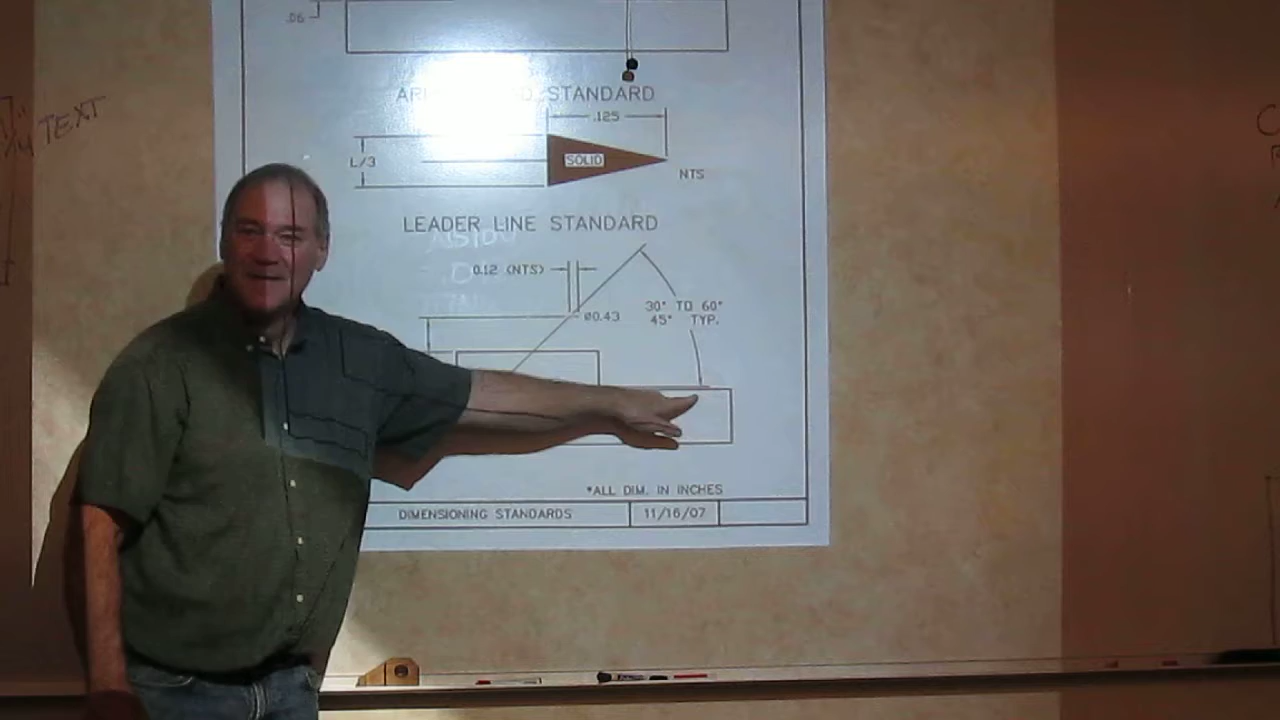 .06
TEXT
STANDARD
.125
L/3
SOLID
NTS
LEADER LINE STANDARD
0.12 (NTS)
ø0.43
30° TO 60°
45° TYP.
*ALL DIM. IN INCHES
DIMENSIONING STANDARDS
11/16/07